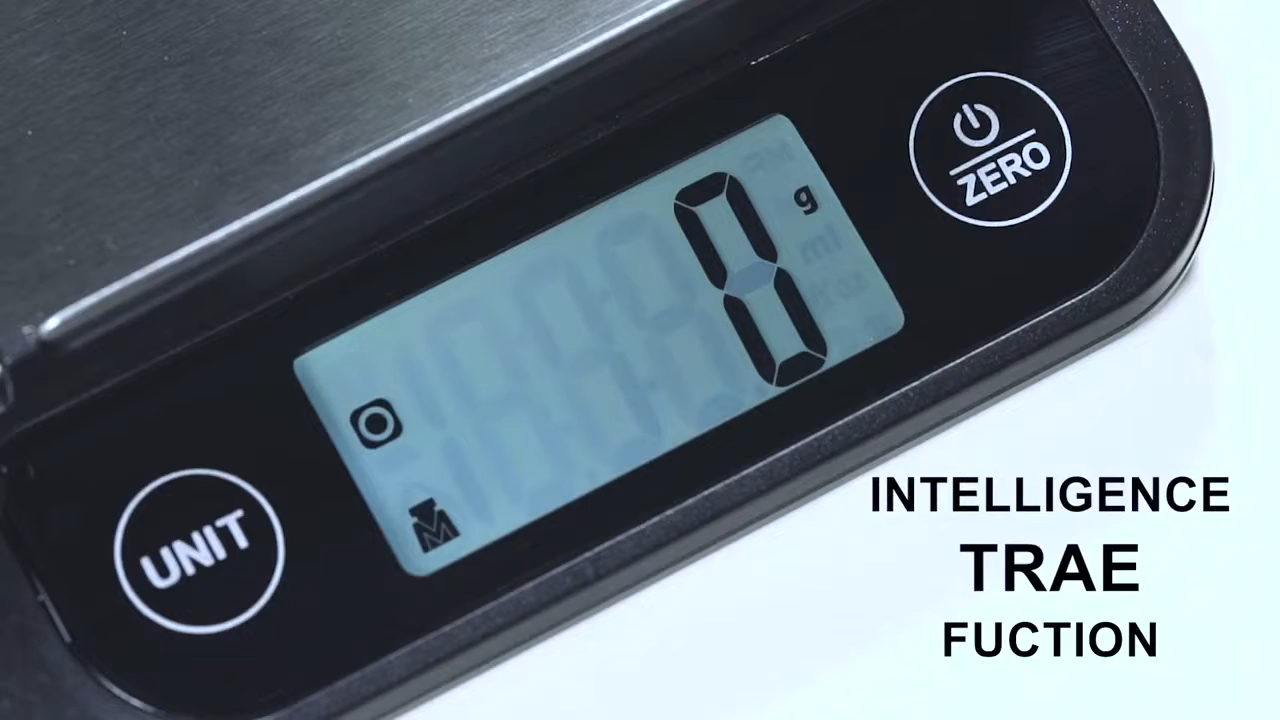 ZERO
0 g
UNIT
INTELLIGENCE
TRAE
FUCTION